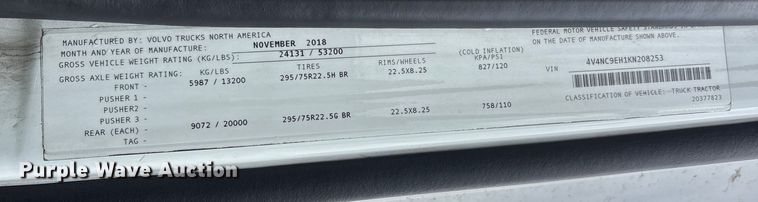 MANUFACTURED BY: VOLVO TRUCKS NORTH AMERICA
MONTH AND YEAR OF MANUFACTURE: NOVEMBER 2018
GROSS VEHICLE WEIGHT RATING (KG/LBS) 24131 / 53200
GROSS AXLE WEIGHT RATING: KG/LBS TIRES RIMS/WHEELS (COLD INFLATION) KPA/PSI
FRONT - 5987 / 13200 295/75R22.5H BR 22.5X8.25 827/120
PUSHER 1 -
PUSHER2 -
PUSHER 3 -
REAR (EACH) - 9072 / 20000 295/75R22.5G BR 22.5X8.25 758/110
TAG -
FEDERAL MOTOR VEHICLE SAFETY
ON THE DATE OF MANUFACTURE SHOWN ABOVE.
VIN 4V4NC9EH1KN208253
CLASSIFICATION OF VEHICLE: TRUCK TRACTOR
20377823
Purple Wave Auction